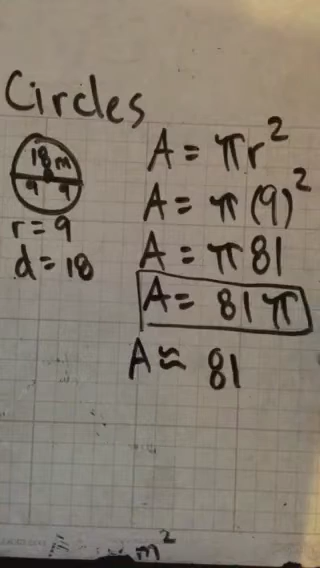 Circles
18m
9 9
r = 9
d = 18
A = πr²
A = π(9)²
A = π81
A = 81π
A ≈ 81
m²